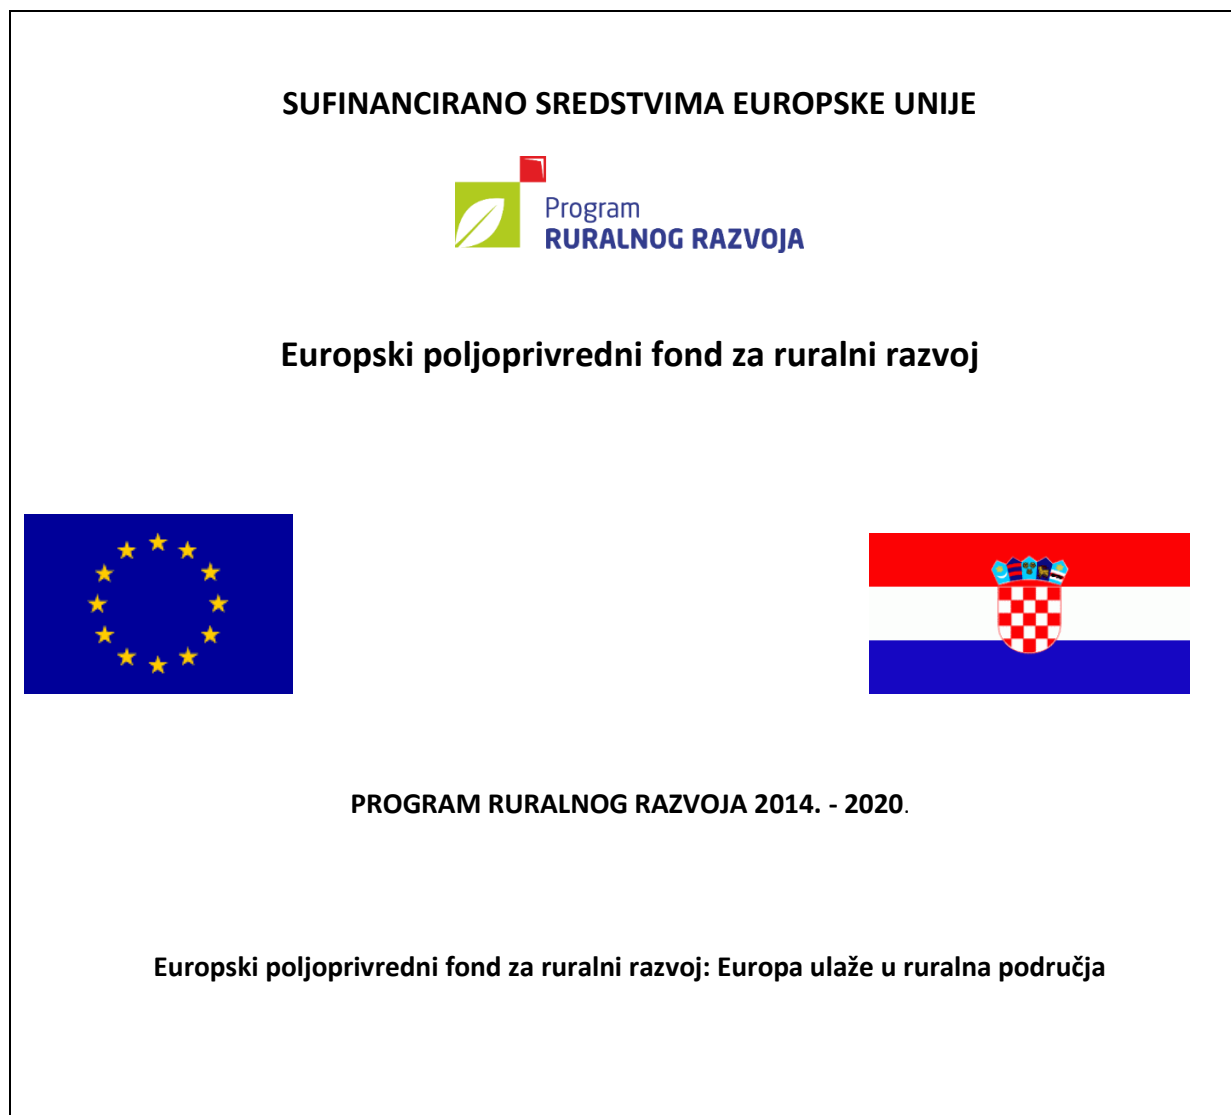 SUFINANCIRANO SREDSTVIMA EUROPSKE UNIJE
Program
RURALNOG RAZVOJA
Europski poljoprivredni fond za ruralni razvoj
PROGRAM RURALNOG RAZVOJA 2014. - 2020.
Europski poljoprivredni fond za ruralni razvoj: Europa ulaže u ruralna područja